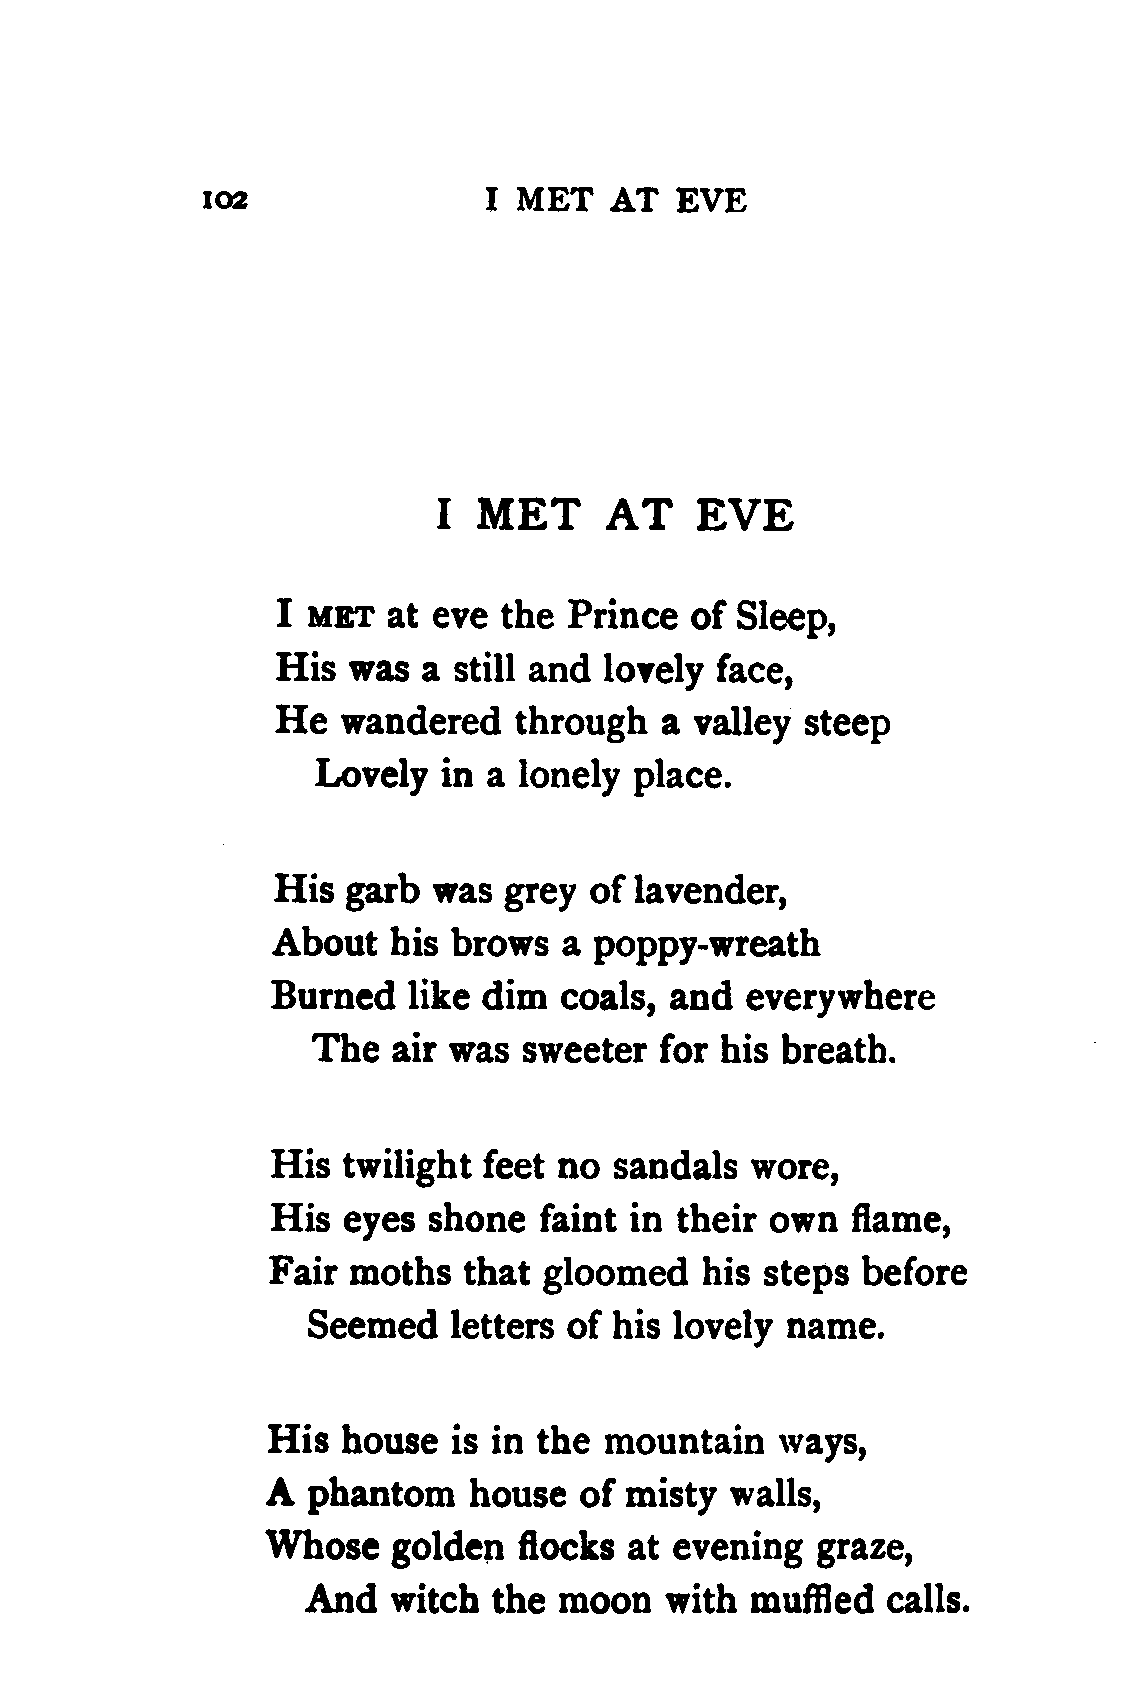 102 I MET AT EVE
I MET AT EVE
I MET at eve the Prince of Sleep,
His was a still and lovely face,
He wandered through a valley steep
Lovely in a lonely place.
His garb was grey of lavender,
About his brows a poppy-wreath
Burned like dim coals, and everywhere
The air was sweeter for his breath.
His twilight feet no sandals wore,
His eyes shone faint in their own flame,
Fair moths that gloomed his steps before
Seemed letters of his lovely name.
His house is in the mountain ways,
A phantom house of misty walls,
Whose golden flocks at evening graze,
And witch the moon with muffled calls.